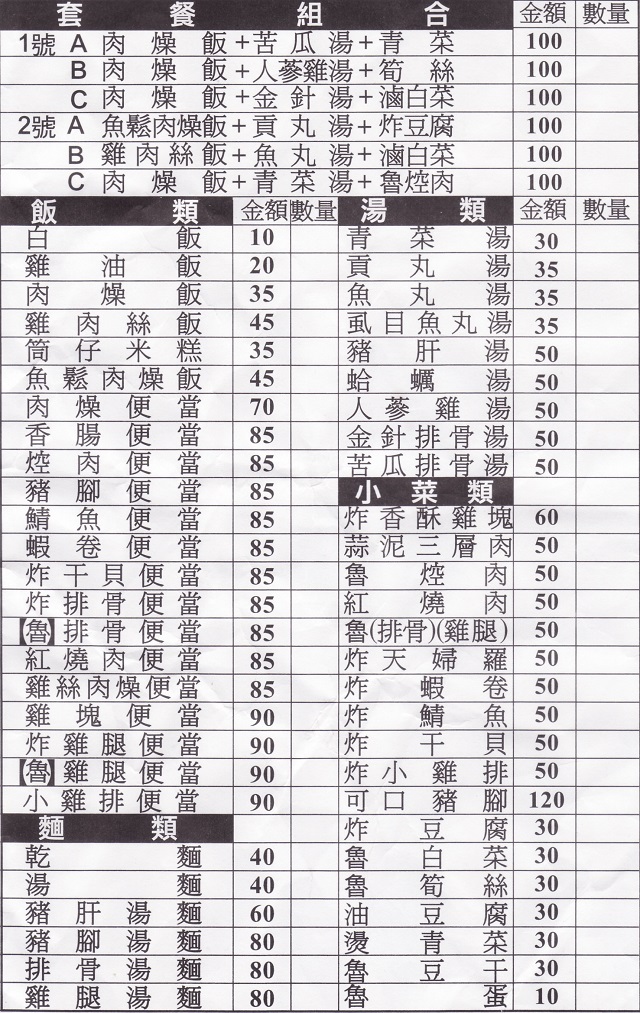 套餐組合 金額 數量
1號 A 肉燥飯+苦瓜湯+青菜 100
B 肉燥飯+人蔘雞湯+筍絲 100
C 肉燥飯+金針湯+滷白菜 100
2號 A 魚鬆肉燥飯+貢丸湯+炸豆腐 100
B 雞肉絲飯+魚丸湯+滷白菜 100
C 肉燥飯+青菜湯+魯焢肉 100
飯類 金額 數量
白飯 10
雞油飯 20
肉燥飯 35
雞肉絲飯 45
筒仔米糕 35
魚鬆肉燥飯 45
肉燥便當 70
香腸便當 85
焢肉便當 85
豬腳便當 85
鯖魚便當 85
蝦卷便當 85
炸干貝便當 85
炸排骨便當 85
【魯】排骨便當 85
紅燒肉便當 85
雞絲肉燥便當 85
雞塊便當 90
炸雞腿便當 90
【魯】雞腿便當 90
小雞排便當 90
麵類
乾麵 40
湯麵 40
豬肝湯麵 60
豬腳湯麵 80
排骨湯麵 80
雞腿湯麵 80
湯類 金額 數量
青菜湯 30
貢丸湯 35
魚丸湯 35
虱目魚丸湯 35
豬肝湯 50
蛤蠣湯 50
人蔘雞湯 50
金針排骨湯 50
苦瓜排骨湯 50
小菜類
炸香酥雞塊 60
蒜泥三層肉 50
魯焢肉 50
紅燒肉 50
魯(排骨)(雞腿) 50
炸天婦羅 50
炸蝦卷 50
炸鯖魚 50
炸干貝 50
炸小雞排 50
可口豬腳 120
炸豆腐 30
魯白菜 30
魯筍絲 30
油豆腐 30
燙青菜 30
魯豆干 30
魯蛋 10